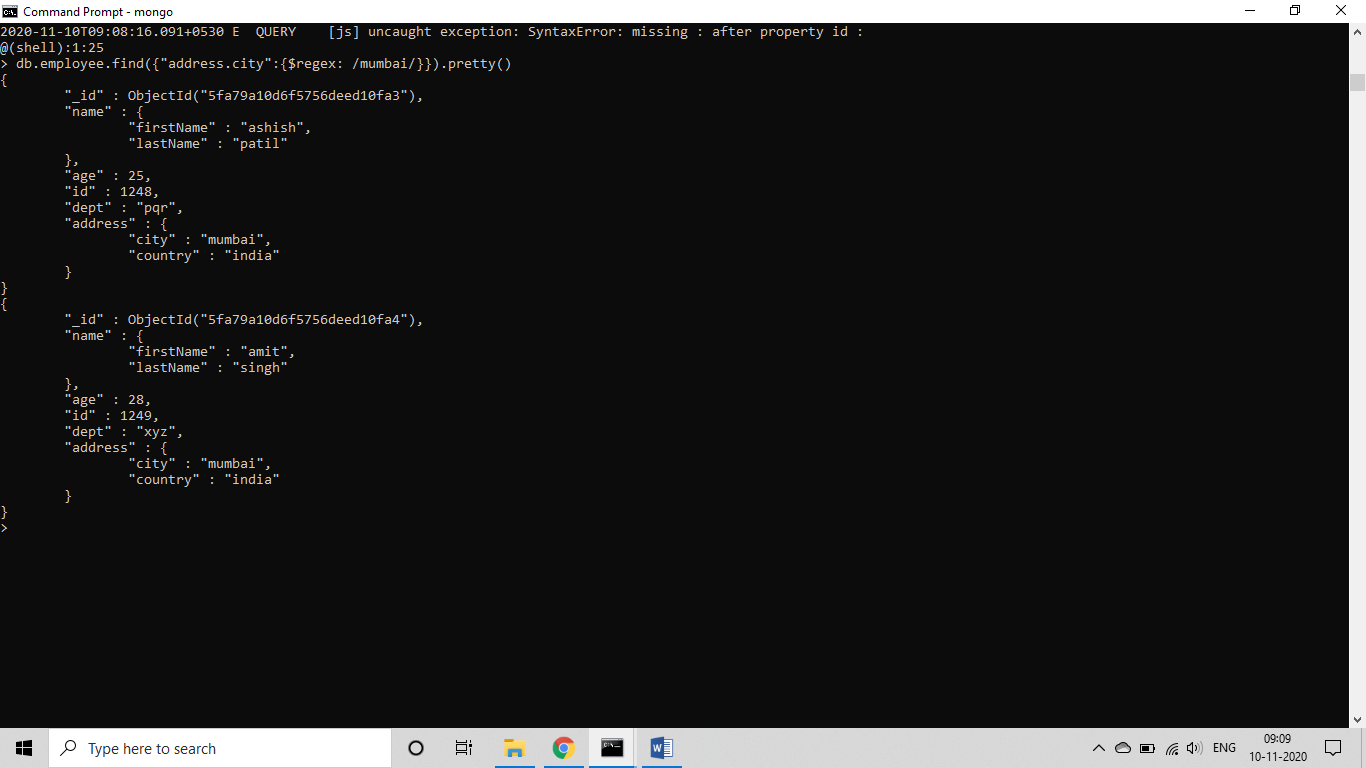 Command Prompt - mongo
2020-11-10T09:08:16.091+0530 E  QUERY    [js] uncaught exception: SyntaxError: missing : after property id :
@(shell):1:25
> db.employee.find({"address.city":{$regex: /mumbai/}}).pretty()
{
        "_id" : ObjectId("5fa79a10d6f5756deed10fa3"),
        "name" : {
                "firstName" : "ashish",
                "lastName" : "patil"
        },
        "age" : 25,
        "id" : 1248,
        "dept" : "pqr",
        "address" : {
                "city" : "mumbai",
                "country" : "india"
        }
}
{
        "_id" : ObjectId("5fa79a10d6f5756deed10fa4"),
        "name" : {
                "firstName" : "amit",
                "lastName" : "singh"
        },
        "age" : 28,
        "id" : 1249,
        "dept" : "xyz",
        "address" : {
                "city" : "mumbai",
                "country" : "india"
        }
}
>
Type here to search
ENG
09:09
10-11-2020